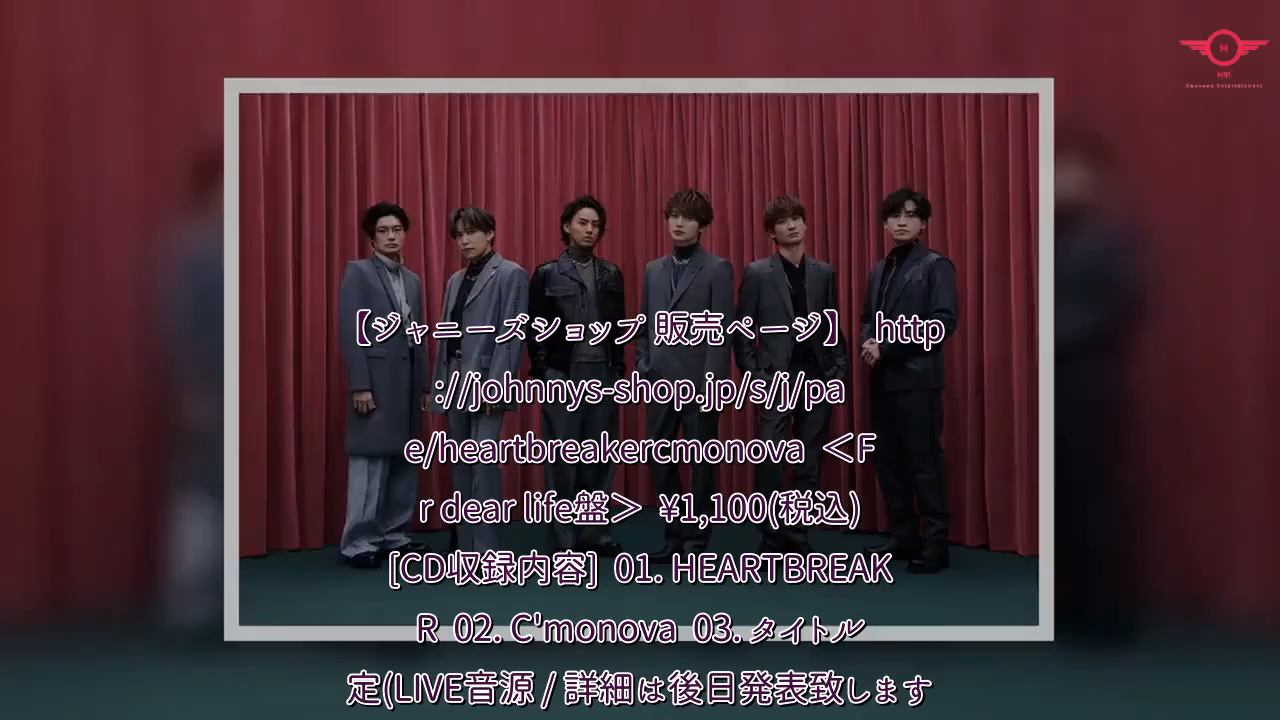 H
H&H
【ジャニーズショップ 販売ページ】 http
://johnnys-shop.jp/s/j/pa
e/heartbreakercmonova ＜F
r dear life盤＞ ¥1,100(税込)
[CD収録内容] 01. HEARTBREAK
R 02. C'monova 03. タイトル
定(LIVE音源 / 詳細は後日発表致します